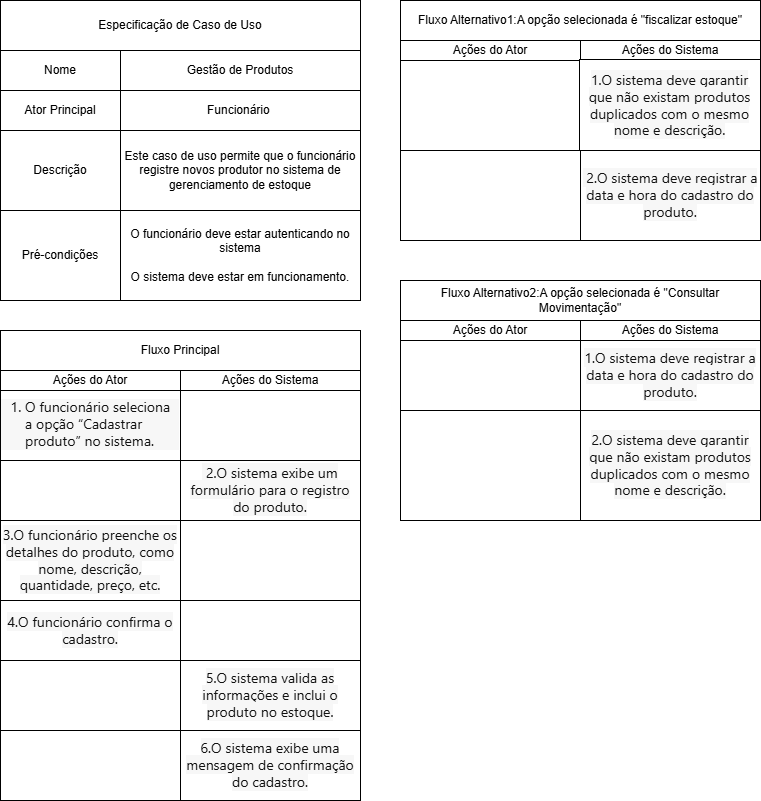 Especificação de Caso de Uso
Nome
Gestão de Produtos
Ator Principal
Funcionário
Descrição
Este caso de uso permite que o funcionário
registre novos produtor no sistema de
gerenciamento de estoque
Pré-condições
O funcionário deve estar autenticando no
sistema
O sistema deve estar em funcionamento.
Fluxo Principal
Ações do Ator
Ações do Sistema
1. O funcionário seleciona
a opção “Cadastrar
produto” no sistema.
2.O sistema exibe um
formulário para o registro
do produto.
3.O funcionário preenche os
detalhes do produto, como
nome, descrição,
quantidade, preço, etc.
4.O funcionário confirma o
cadastro.
5.O sistema valida as
informações e inclui o
produto no estoque.
6.O sistema exibe uma
mensagem de confirmação
do cadastro.
Fluxo Alternativo1:A opção selecionada é "fiscalizar estoque"
Ações do Ator
Ações do Sistema
1.O sistema deve garantir
que não existam produtos
duplicados com o mesmo
nome e descrição.
2.O sistema deve registrar a
data e hora do cadastro do
produto.
Fluxo Alternativo2:A opção selecionada é "Consultar
Movimentação"
Ações do Ator
Ações do Sistema
1.O sistema deve registrar a
data e hora do cadastro do
produto.
2.O sistema deve garantir
que não existam produtos
duplicados com o mesmo
nome e descrição.